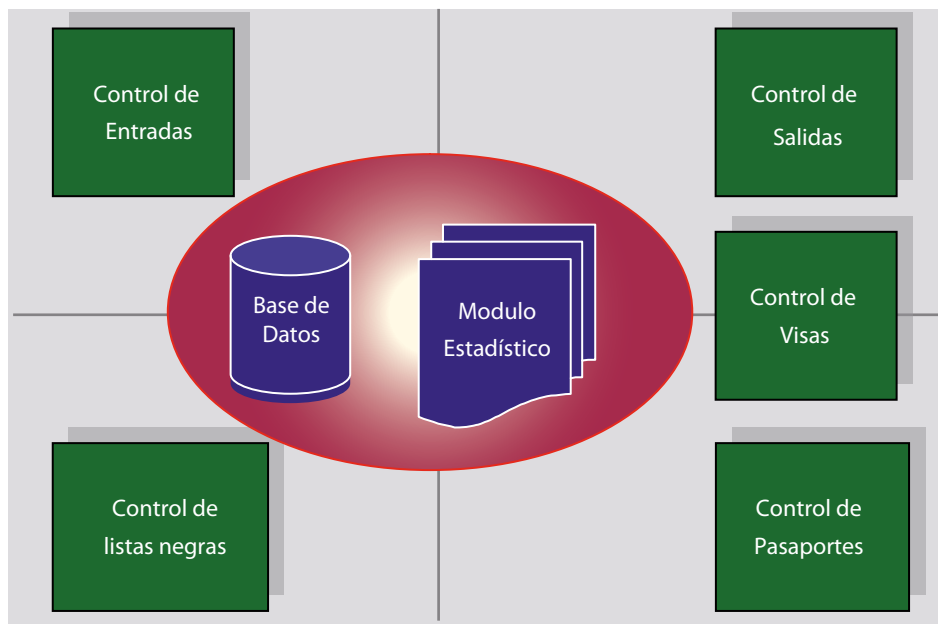 Control de
Entradas
Control de
Salidas
Base de
Datos
Modulo
Estadístico
Control de
Visas
Control de
listas negras
Control de
Pasaportes